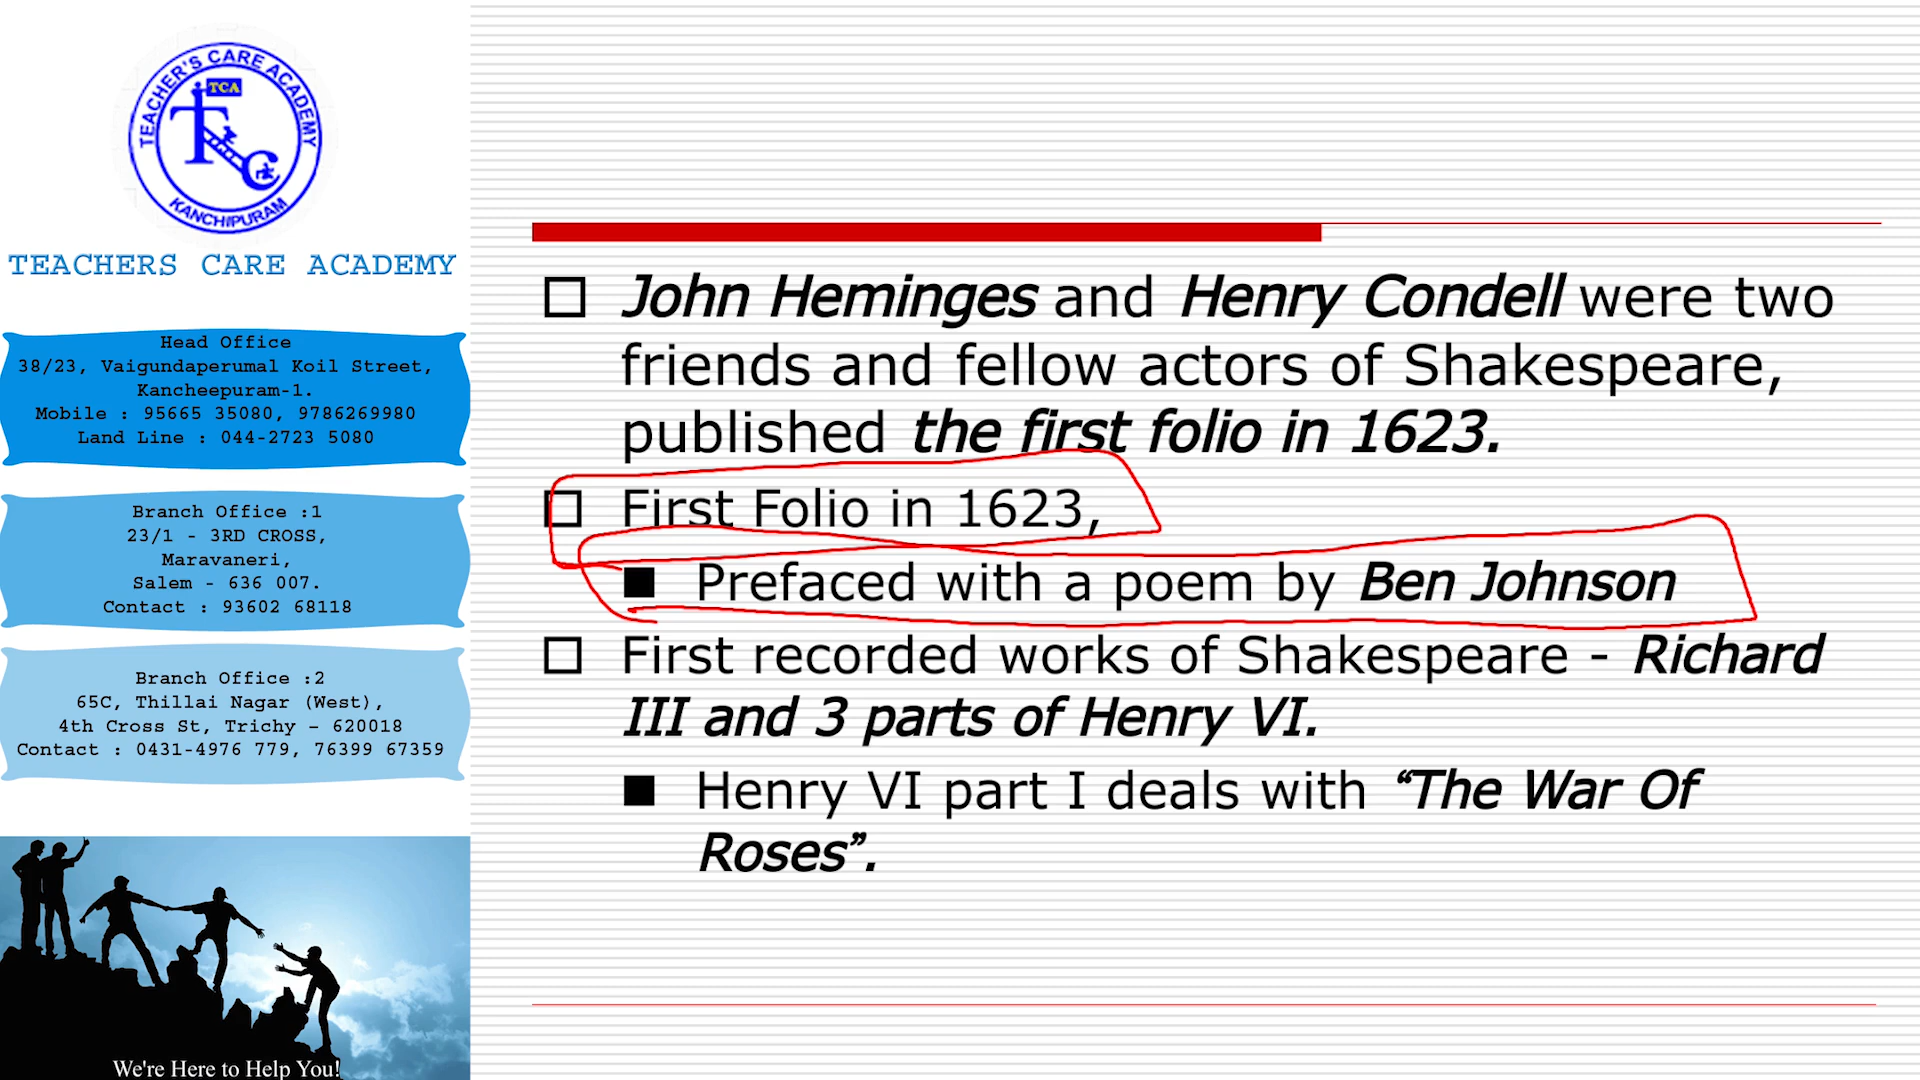 TEACHER'S CARE ACADEMY
TCA
KANCHIPURAM
TEACHERS CARE ACADEMY
Head Office
38/23, Vaigundaperumal Koil Street,
Kancheepuram-1.
Mobile : 95665 35080, 9786269980
Land Line : 044-2723 5080
Branch Office :1
23/1 - 3RD CROSS,
Maravaneri,
Salem - 636 007.
Contact : 93602 68118
Branch Office :2
65C, Thillai Nagar (West),
4th Cross St, Trichy – 620018
Contact : 0431-4976 779, 76399 67359
We're Here to Help You!
John Heminges and Henry Condell were two
friends and fellow actors of Shakespeare,
published the first folio in 1623.
First Folio in 1623,
Prefaced with a poem by Ben Johnson
First recorded works of Shakespeare - Richard
III and 3 parts of Henry VI.
Henry VI part I deals with “The War Of
Roses”.